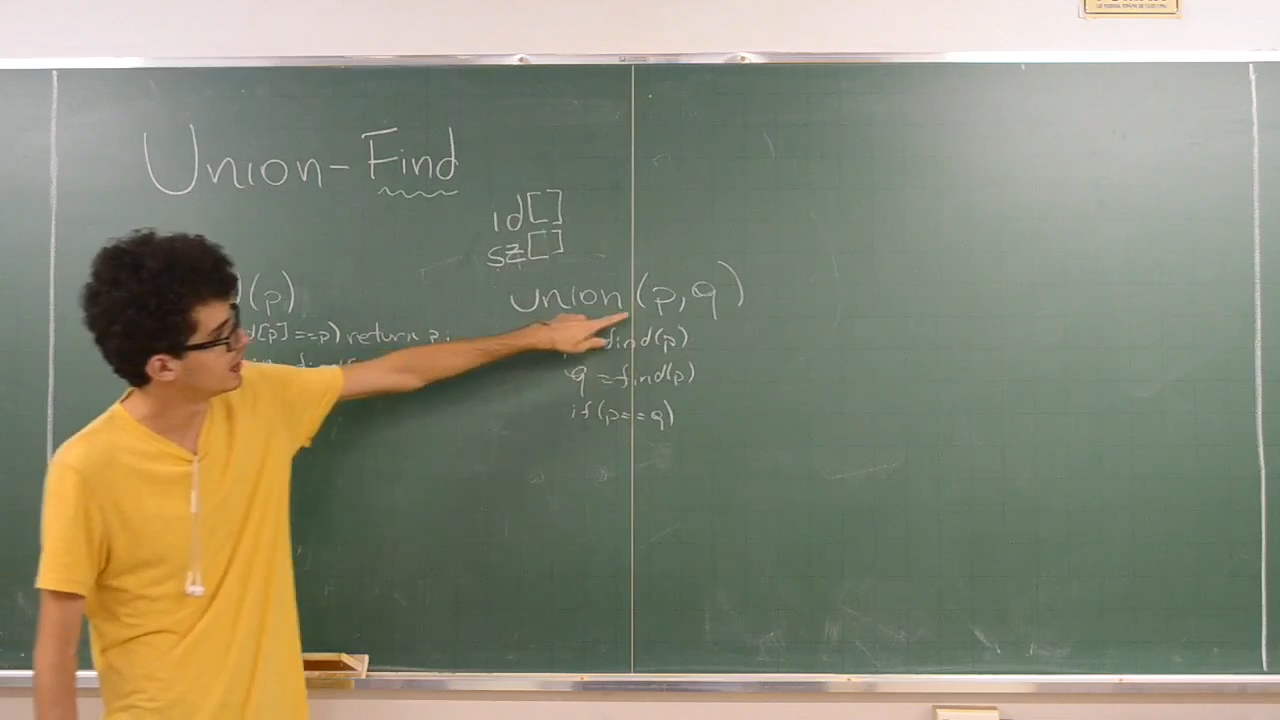 Union-Find
id[]
sz[]
(p)
d[p]==p) return p;
union(p,q)
find(p)
q =find(p)
if(p==q)